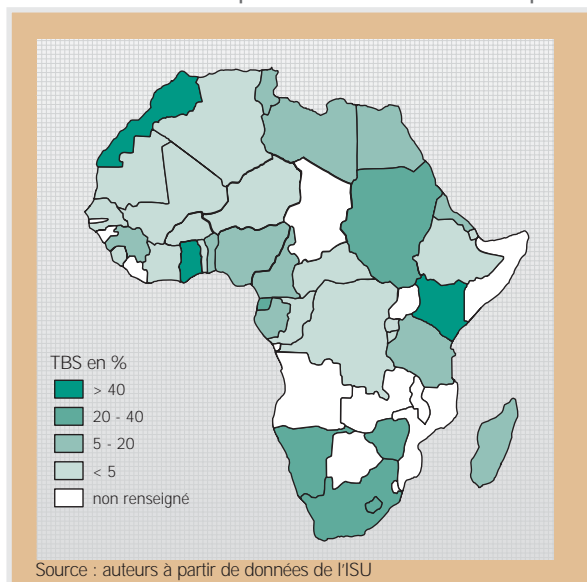 TBS en %
> 40
20 - 40
5 - 20
< 5
non renseigné
Source : auteurs à partir de données de l'ISU